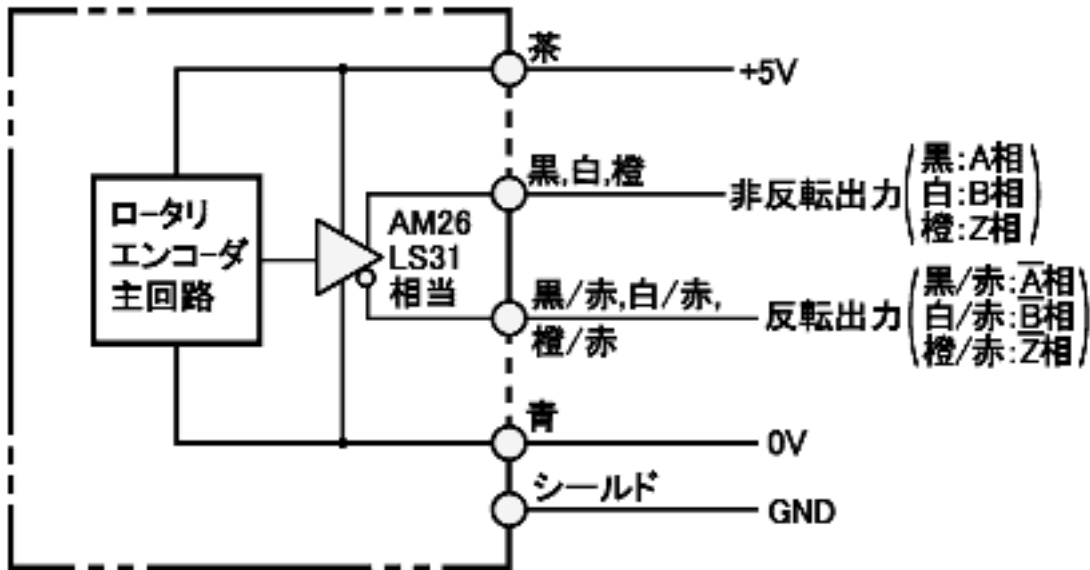 茶
+5V
ロータリ
エンコーダ
主回路
AM26
LS31
相当
黒,白,橙
非反転出力
黒:A相
白:B相
橙:Z相
黒/赤,白/赤,
橙/赤
反転出力
黒/赤:A̅相
白/赤:B̅相
橙/赤:Z̅相
青
0V
シールド
GND